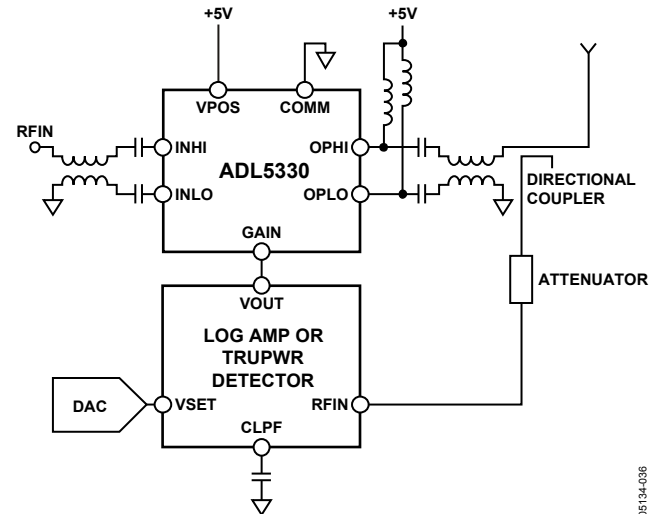 +5V
+5V
VPOS
COMM
RFIN
INHI
OPHI
ADL5330
INLO
OPLO
DIRECTIONAL
COUPLER
GAIN
ATTENUATOR
VOUT
LOG AMP OR
TRUPWR
DETECTOR
DAC
VSET
RFIN
CLPF
05134-036